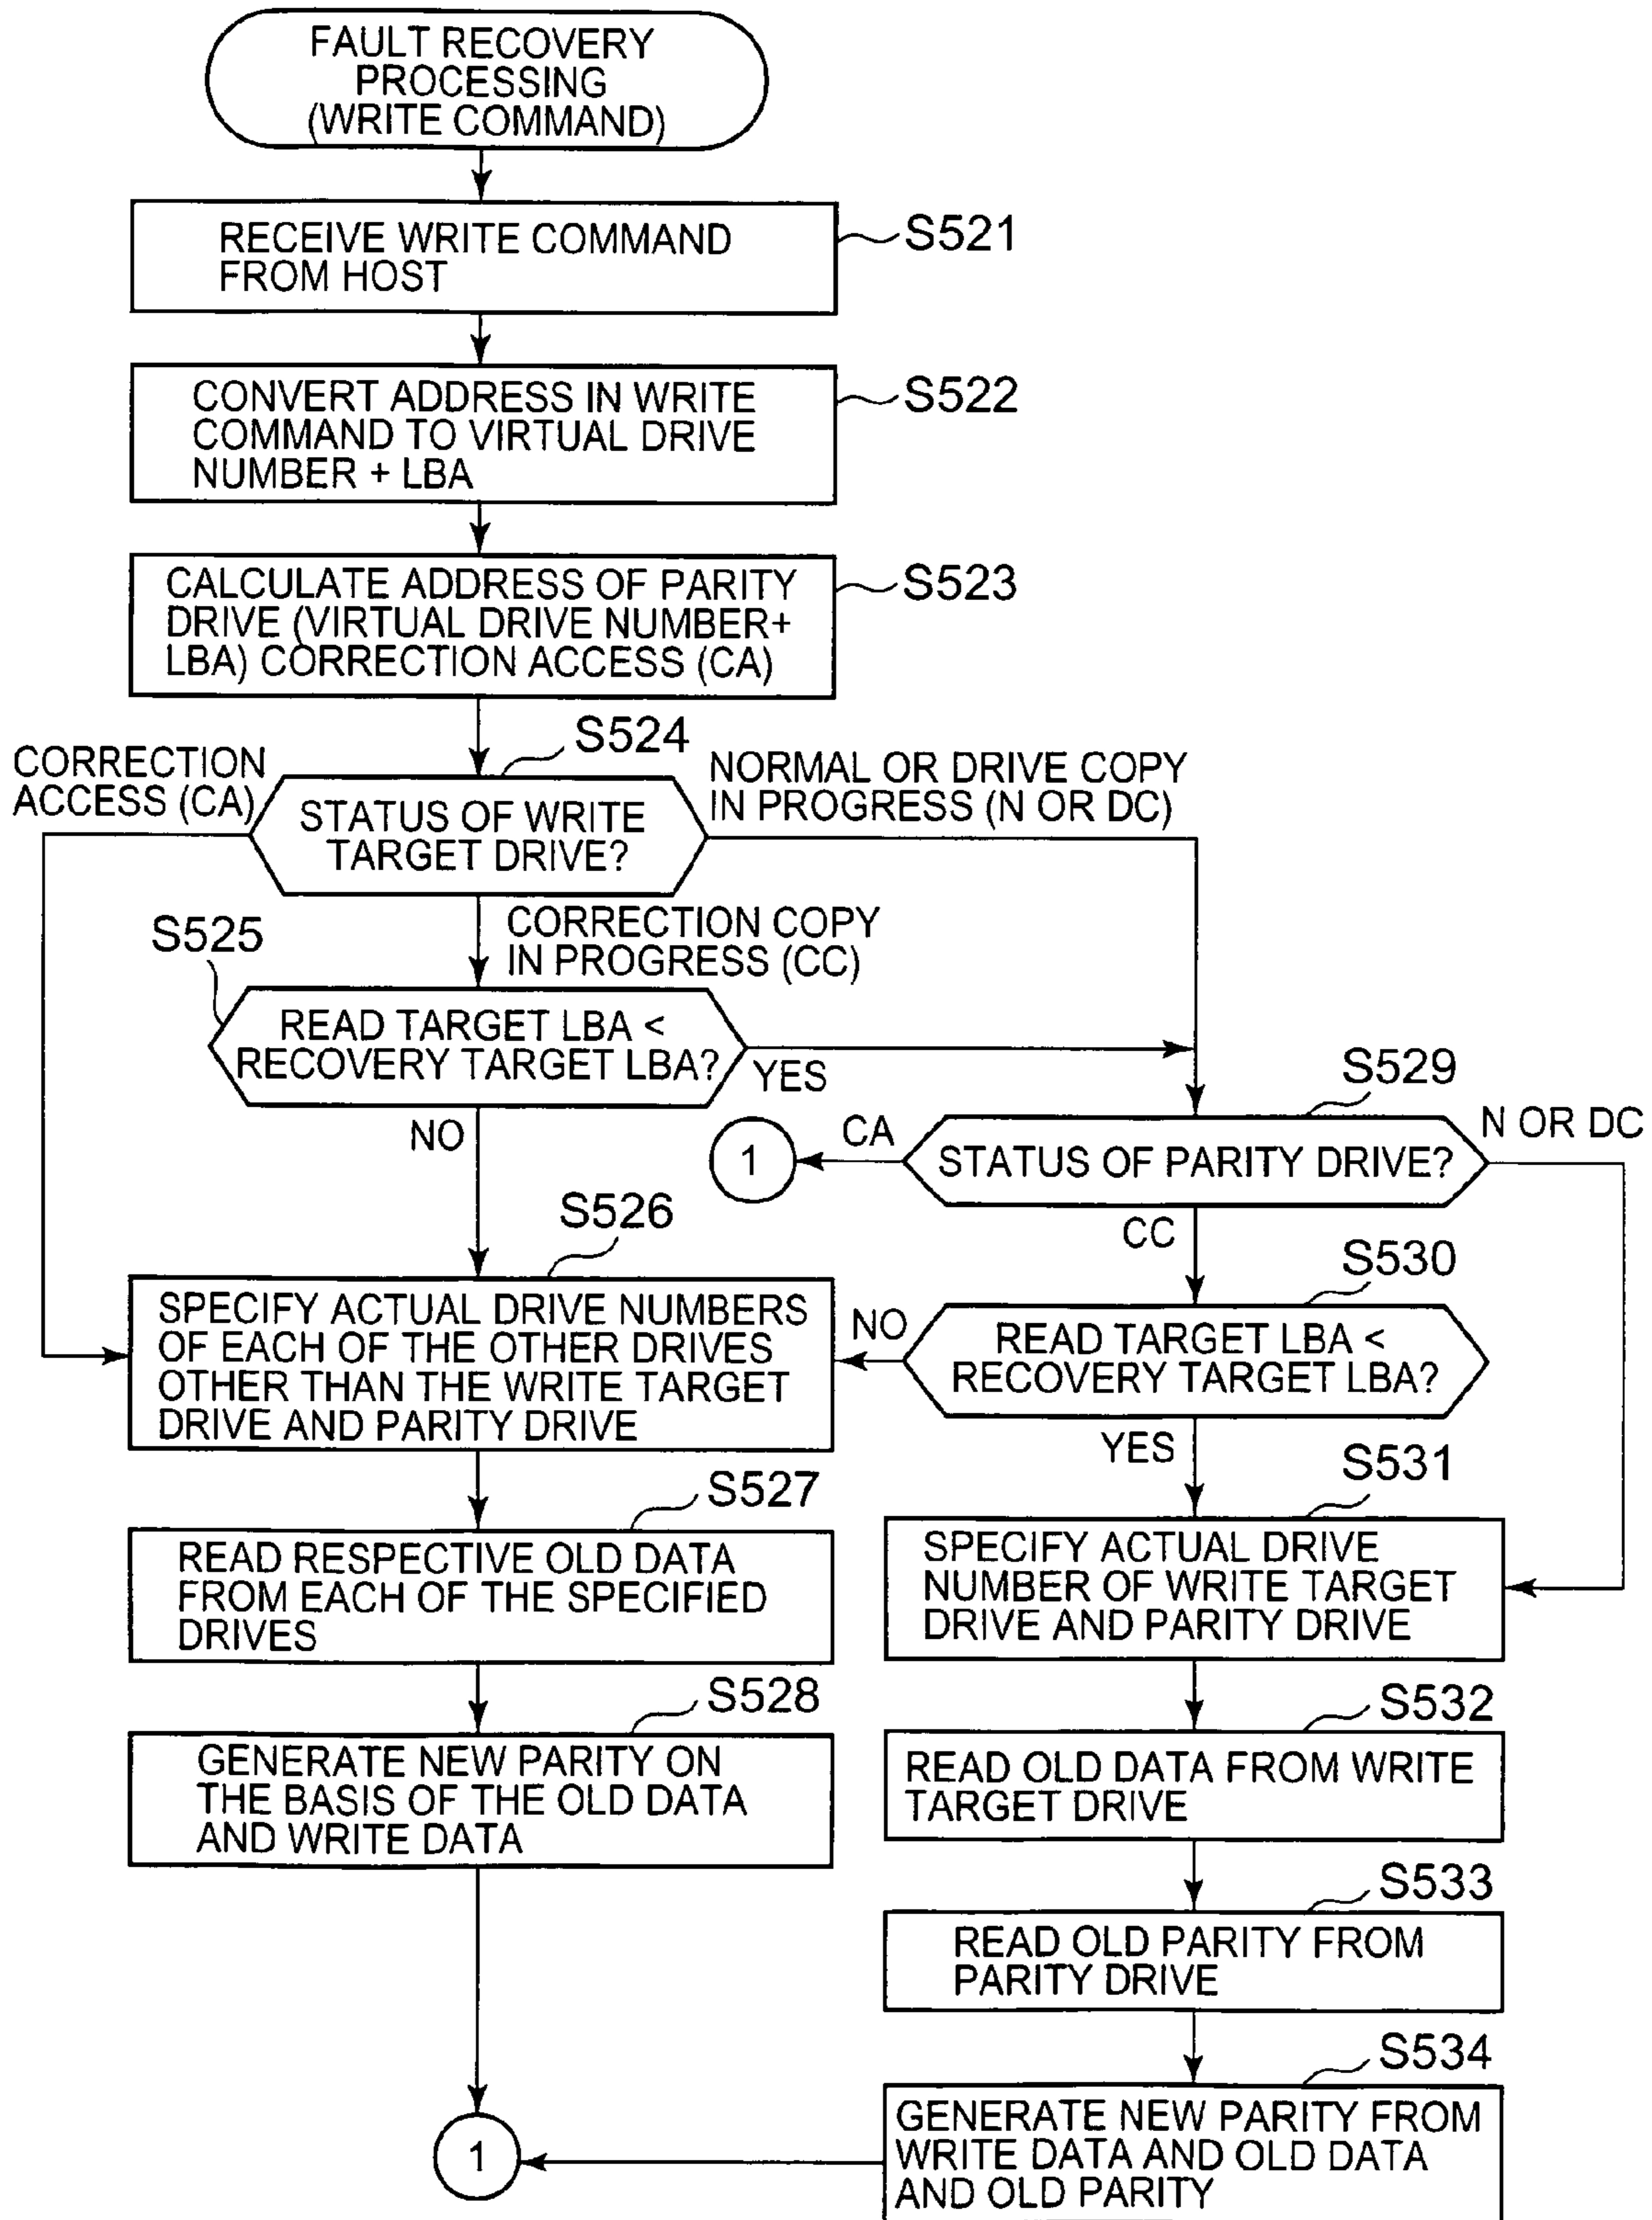 FAULT RECOVERY
PROCESSING
(WRITE COMMAND)
RECEIVE WRITE COMMAND
FROM HOST
S521
CONVERT ADDRESS IN WRITE
COMMAND TO VIRTUAL DRIVE
NUMBER + LBA
S522
CALCULATE ADDRESS OF PARITY
DRIVE (VIRTUAL DRIVE NUMBER+
LBA) CORRECTION ACCESS (CA)
S523
S524
CORRECTION
ACCESS (CA)
STATUS OF WRITE
TARGET DRIVE?
NORMAL OR DRIVE COPY
IN PROGRESS (N OR DC)
CORRECTION COPY
IN PROGRESS (CC)
S525
READ TARGET LBA <
RECOVERY TARGET LBA?
YES
NO
S529
CA
1
STATUS OF PARITY DRIVE?
N OR DC
CC
S526
SPECIFY ACTUAL DRIVE NUMBERS
OF EACH OF THE OTHER DRIVES
OTHER THAN THE WRITE TARGET
DRIVE AND PARITY DRIVE
S530
NO
READ TARGET LBA <
RECOVERY TARGET LBA?
YES
S527
READ RESPECTIVE OLD DATA
FROM EACH OF THE SPECIFIED
DRIVES
S531
SPECIFY ACTUAL DRIVE
NUMBER OF WRITE TARGET
DRIVE AND PARITY DRIVE
S528
GENERATE NEW PARITY ON
THE BASIS OF THE OLD DATA
AND WRITE DATA
S532
READ OLD DATA FROM WRITE
TARGET DRIVE
S533
READ OLD PARITY FROM
PARITY DRIVE
S534
GENERATE NEW PARITY FROM
WRITE DATA AND OLD DATA
AND OLD PARITY
1